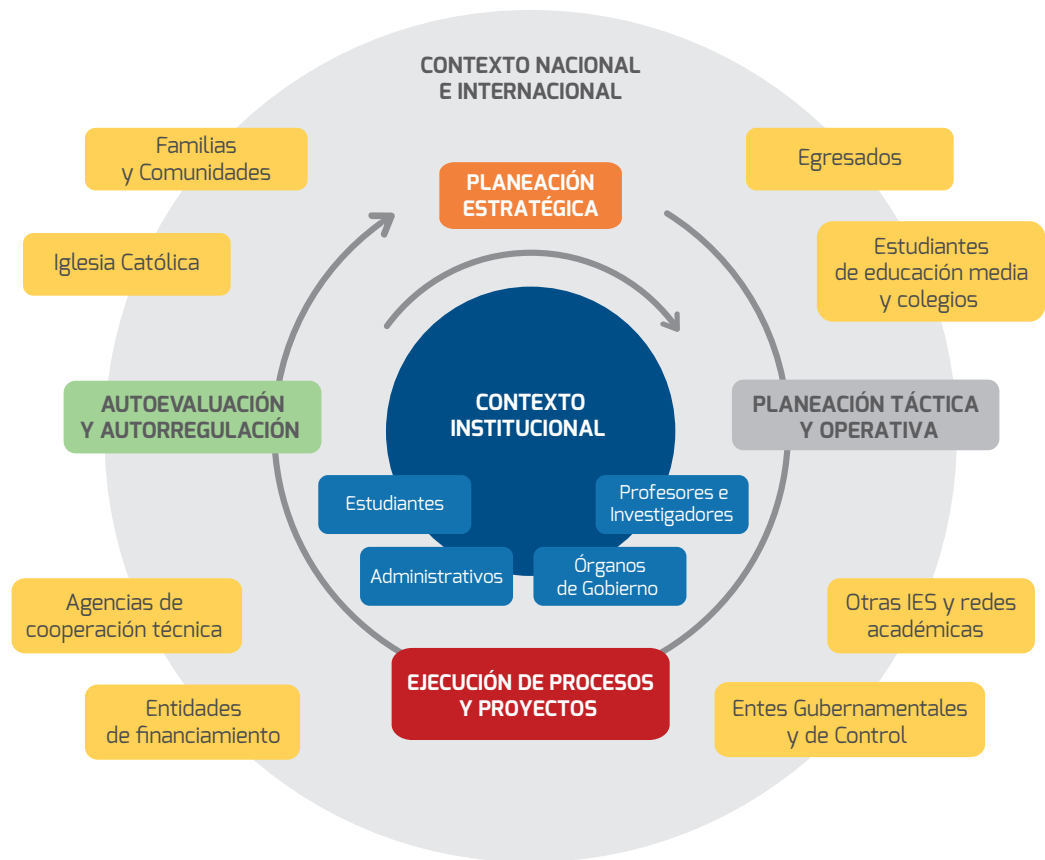 CONTEXTO NACIONAL
E INTERNACIONAL
Familias
y Comunidades
Egresados
PLANEACIÓN
ESTRATÉGICA
Iglesia Católica
Estudiantes
de educación media
y colegios
AUTOEVALUACIÓN
Y AUTORREGULACIÓN
CONTEXTO
INSTITUCIONAL
PLANEACIÓN TÁCTICA
Y OPERATIVA
Estudiantes
Profesores e
Investigadores
Administrativos
Órganos
de Gobierno
Agencias de
cooperación técnica
Otras IES y redes
académicas
EJECUCIÓN DE PROCESOS
Y PROYECTOS
Entidades
de financiamiento
Entes Gubernamentales
y de Control